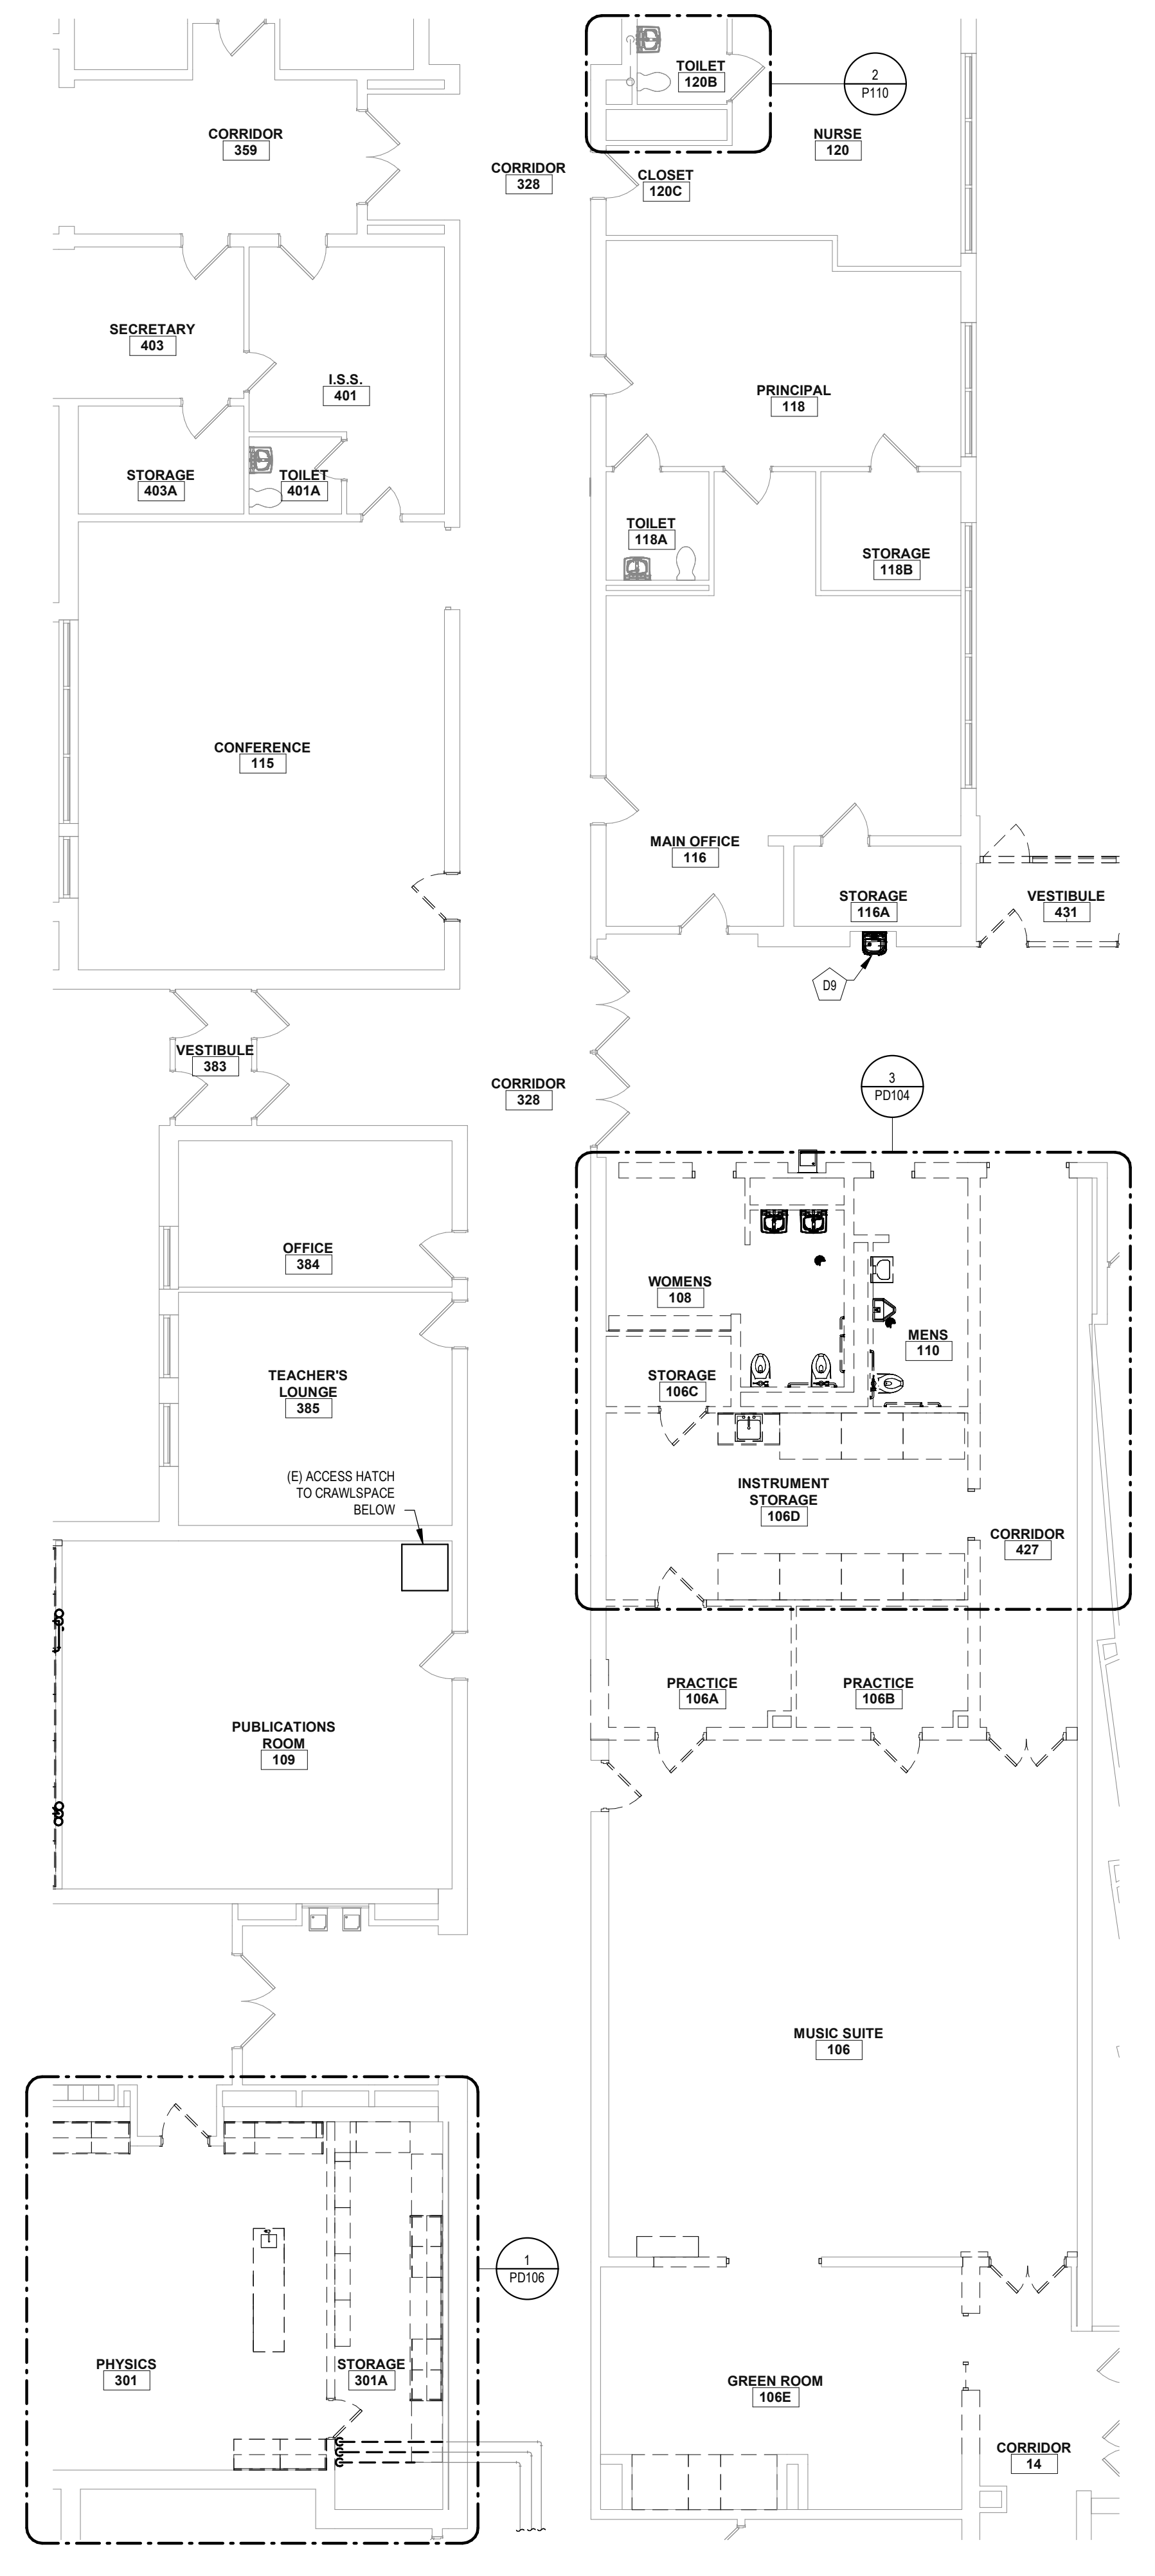 TOILET
120B
2
P110
CORRIDOR
359
NURSE
120
CORRIDOR
328
CLOSET
120C
SECRETARY
403
I.S.S.
401
PRINCIPAL
118
STORAGE
403A
TOILET
401A
TOILET
118A
STORAGE
118B
CONFERENCE
115
MAIN OFFICE
116
STORAGE
116A
VESTIBULE
431
D9
VESTIBULE
383
CORRIDOR
328
3
PD104
OFFICE
384
WOMENS
108
MENS
110
TEACHER'S
LOUNGE
385
STORAGE
106C
(E) ACCESS HATCH
TO CRAWLSPACE
BELOW
INSTRUMENT
STORAGE
106D
CORRIDOR
427
PRACTICE
106A
PRACTICE
106B
PUBLICATIONS
ROOM
109
MUSIC SUITE
106
1
PD106
PHYSICS
301
STORAGE
301A
GREEN ROOM
106E
CORRIDOR
14